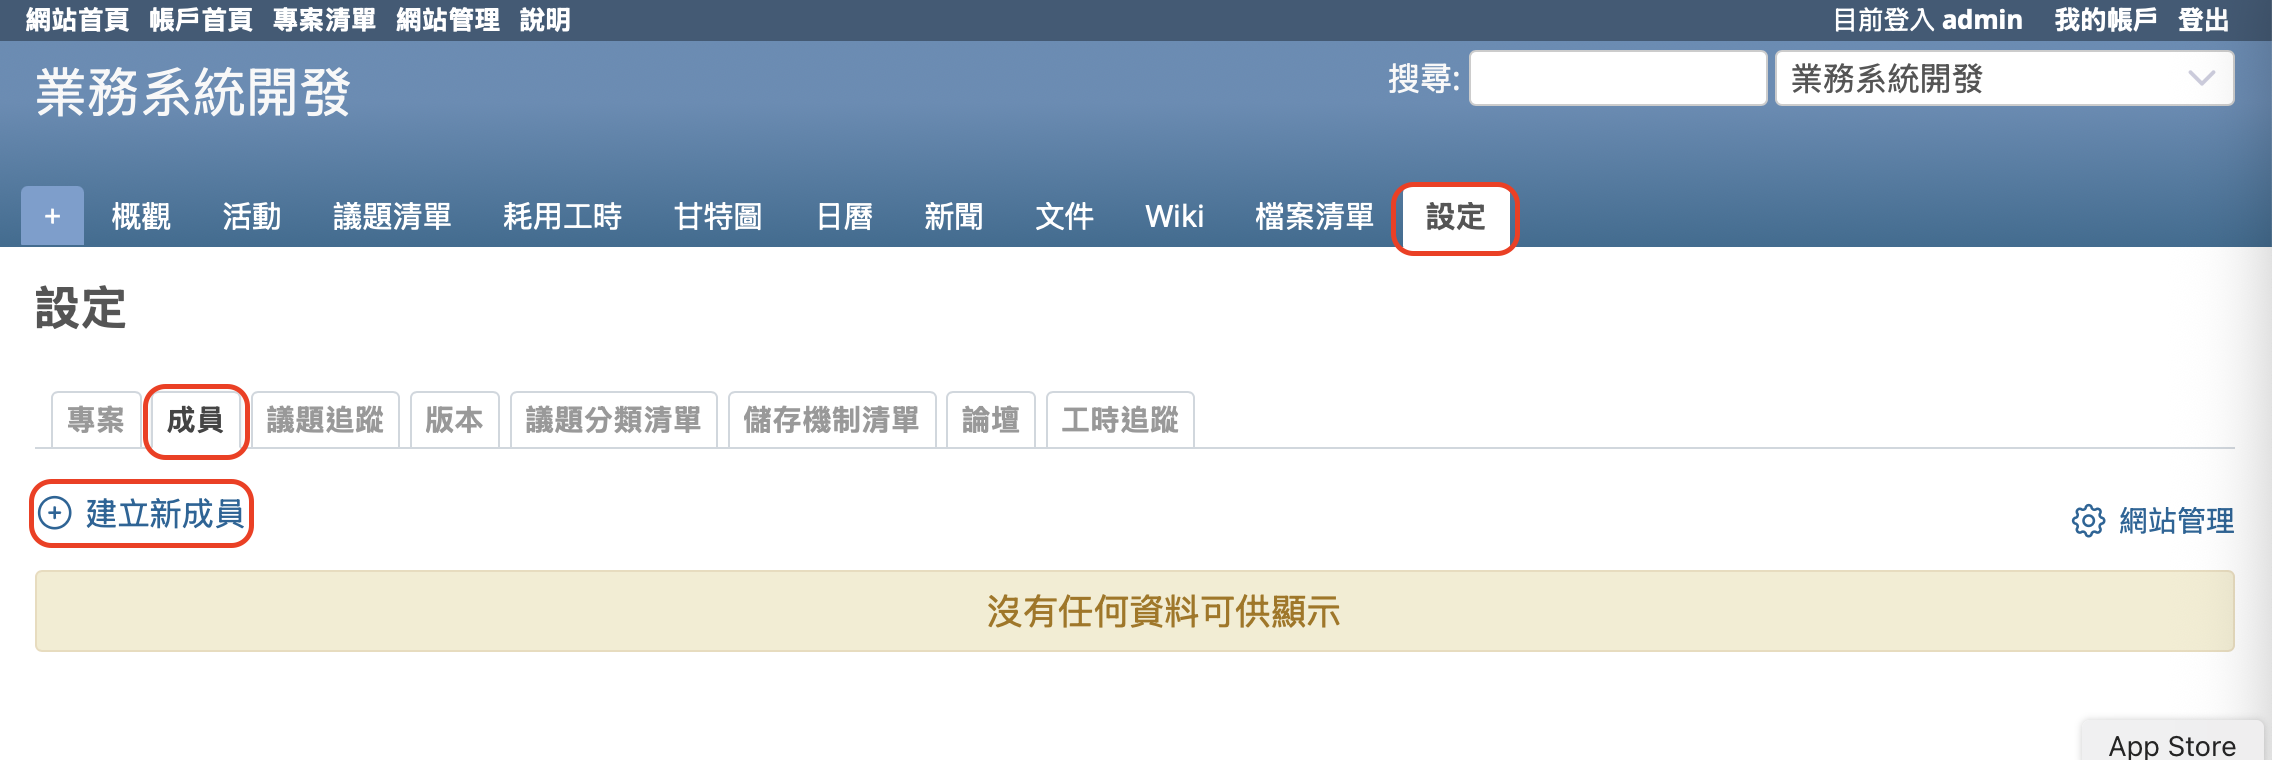 網站首頁 帳戶首頁 專案清單 網站管理 說明 目前登入 admin 我的帳戶 登出
業務系統開發 搜尋: 業務系統開發
+ 概觀 活動 議題清單 耗用工時 甘特圖 日曆 新聞 文件 Wiki 檔案清單 設定
設定
專案 成員 議題追蹤 版本 議題分類清單 儲存機制清單 論壇 工時追蹤
建立新成員 網站管理
沒有任何資料可供顯示
App Store